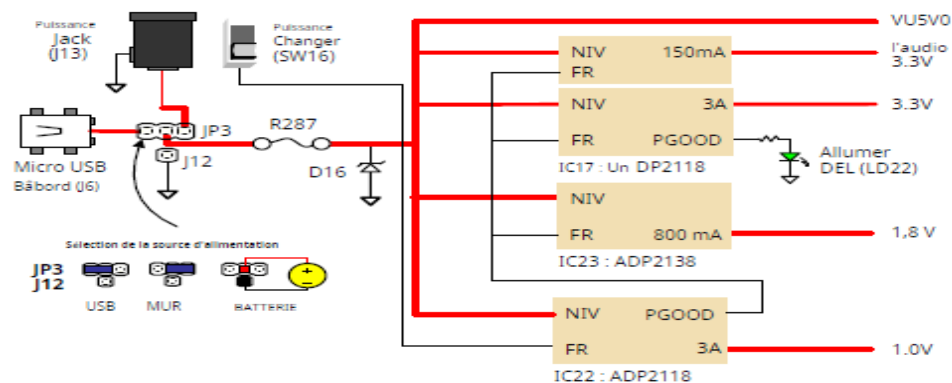 Puissance
Jack
(J13)
Puissance
Changer
(SW16)
VU5V0
NIV 150mA
FR
l'audio
3.3V
NIV 3A
3.3V
FR PGOOD
IC17 : Un DP2118
Allumer
DEL (LD22)
JP3
R287
J12
D16
Micro USB
Bâbord (J6)
NIV
FR 800 mA
1,8 V
IC23 : ADP2138
Sélection de la source d'alimentation
JP3
J12
USB MUR BATTERIE
+
−
NIV PGOOD
FR 3A
1.0V
IC22 : ADP2118